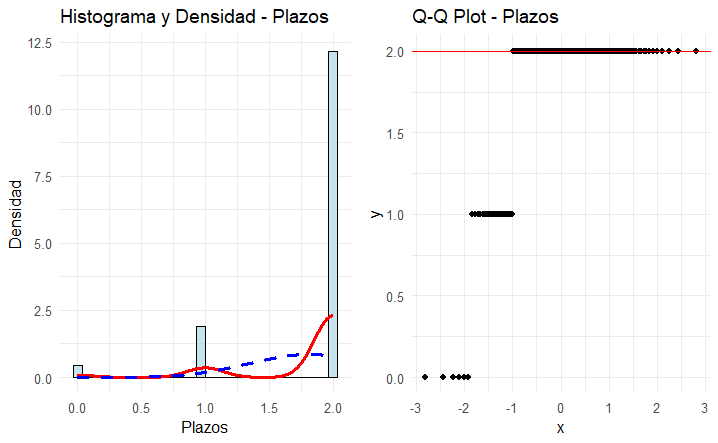 Histograma y Densidad - Plazos
12.5
10.0
7.5
5.0
2.5
0.0
Densidad
0.0 0.5 1.0 1.5 2.0
Plazos
Q-Q Plot - Plazos
2.0
1.5
1.0
0.5
0.0
y
-3 -2 -1 0 1 2 3
x